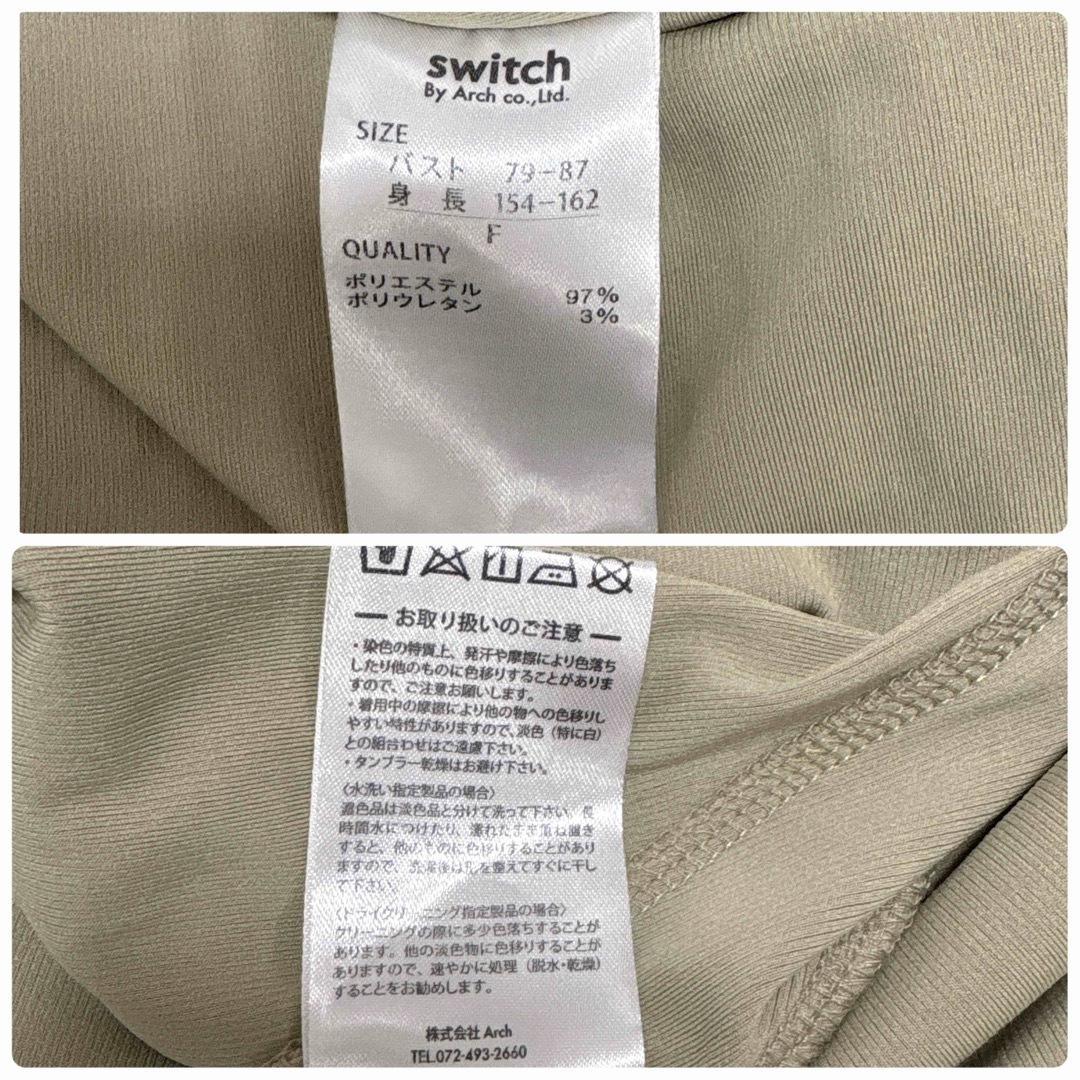 switch
By Arch co.,Ltd.
SIZE
バスト 79-87
身 長 154-162
F
QUALITY
ポリエステル 97%
ポリウレタン 3%
― お取り扱いのご注意 ―
・染色の特質上、発汗や摩擦により色落ち
したり他のものに色移りすることがありま
すので、ご注意お願いします。
・着用中の摩擦により他の物への色移りし
やすい特性がありますので、淡色(特に白)
との組合わせはご遠慮下さい。
・タンブラー乾燥はお避け下さい。
〈水洗い指定製品の場合〉
濃色品は淡色品と分けて洗って下さい。長
時間水につけたり、濡れたまま重ね置き
すると、他のものに色移りすることがあり
ますので、洗濯後は形を整えてすぐに干し
て下さい。
〈ドライクリーニング指定製品の場合〉
クリーニングの際に多少色落ちすることが
あります。他の淡色物に色移りすることが
ありますので、速やかに処理(脱水・乾燥)
することをお勧めします。
株式会社 Arch
TEL.072-493-2660